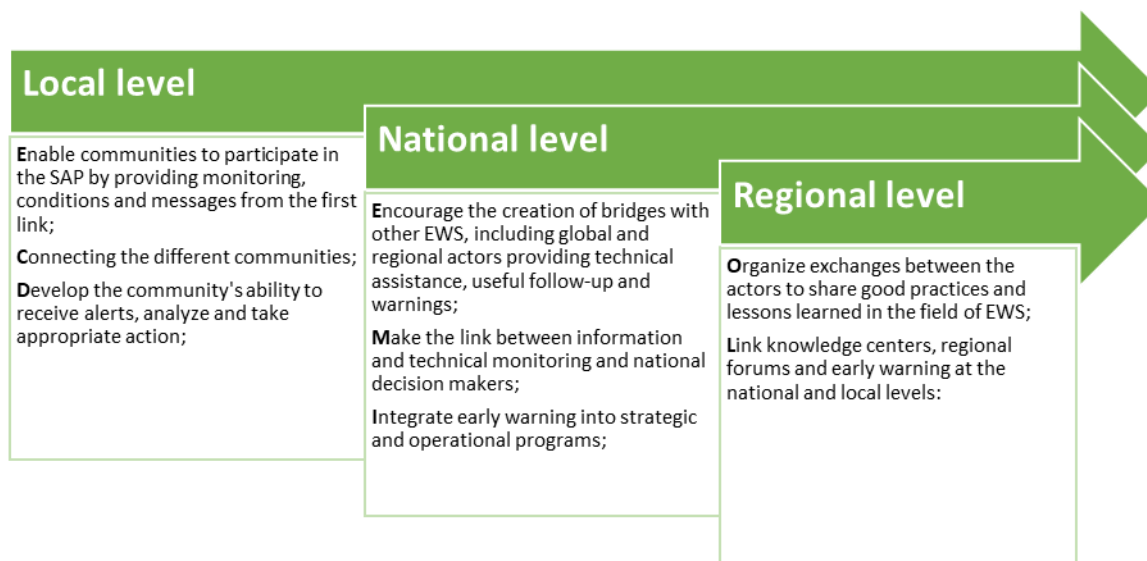 Local level
Enable communities to participate in
the SAP by providing monitoring,
conditions and messages from the first
link;
Connecting the different communities;
Develop the community's ability to
receive alerts, analyze and take
appropriate action;
National level
Encourage the creation of bridges with
other EWS, including global and
regional actors providing technical
assistance, useful follow-up and
warnings;
Make the link between information
and technical monitoring and national
decision makers;
Integrate early warning into strategic
and operational programs;
Regional level
Organize exchanges between the
actors to share good practices and
lessons learned in the field of EWS;
Link knowledge centers, regional
forums and early warning at the
national and local levels: